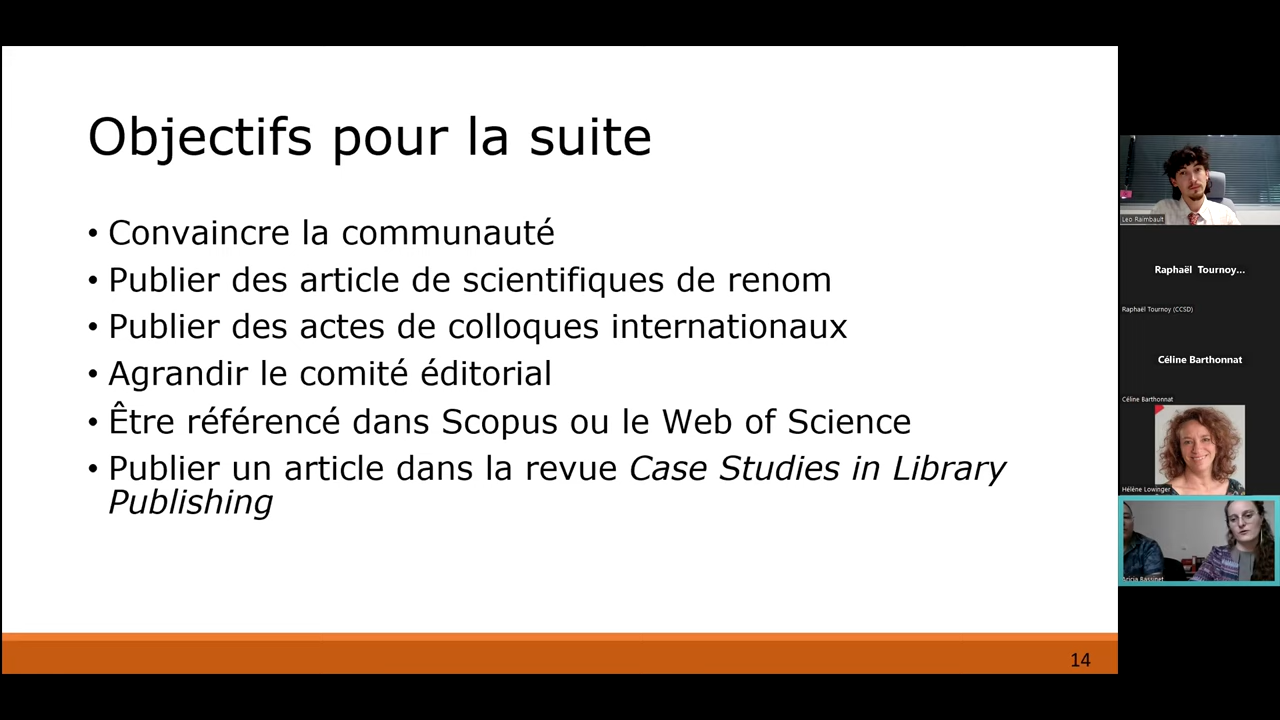 Objectifs pour la suite
• Convaincre la communauté
• Publier des article de scientifiques de renom
• Publier des actes de colloques internationaux
• Agrandir le comité éditorial
• Être référencé dans Scopus ou le Web of Science
• Publier un article dans la revue Case Studies in Library
Publishing
14
Leo Raimbault
Raphaël Tournoy...
Raphaël Tournoy (CCSD)
Céline Barthonnat
Céline Barthonnat
Hélène Lowinger
Aricia Bassinet